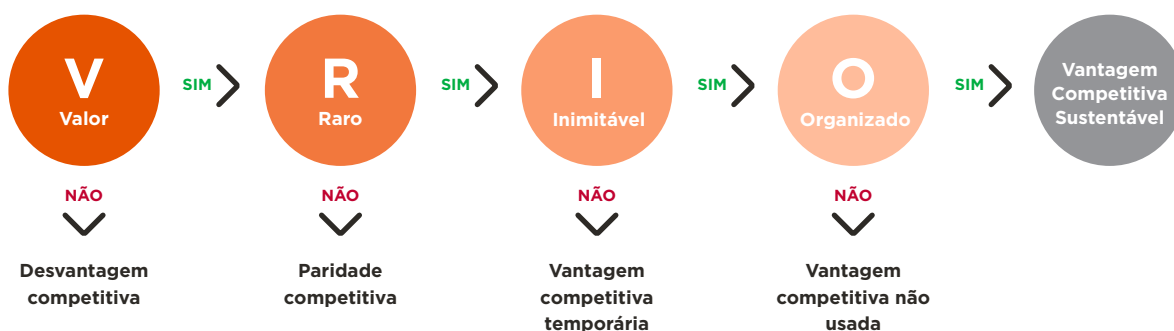 V
Valor
SIM
R
Raro
SIM
I
Inimitável
SIM
O
Organizado
SIM
Vantagem
Competitiva
Sustentável
NÃO
NÃO
NÃO
NÃO
Desvantagem
competitiva
Paridade
competitiva
Vantagem
competitiva
temporária
Vantagem
competitiva não
usada